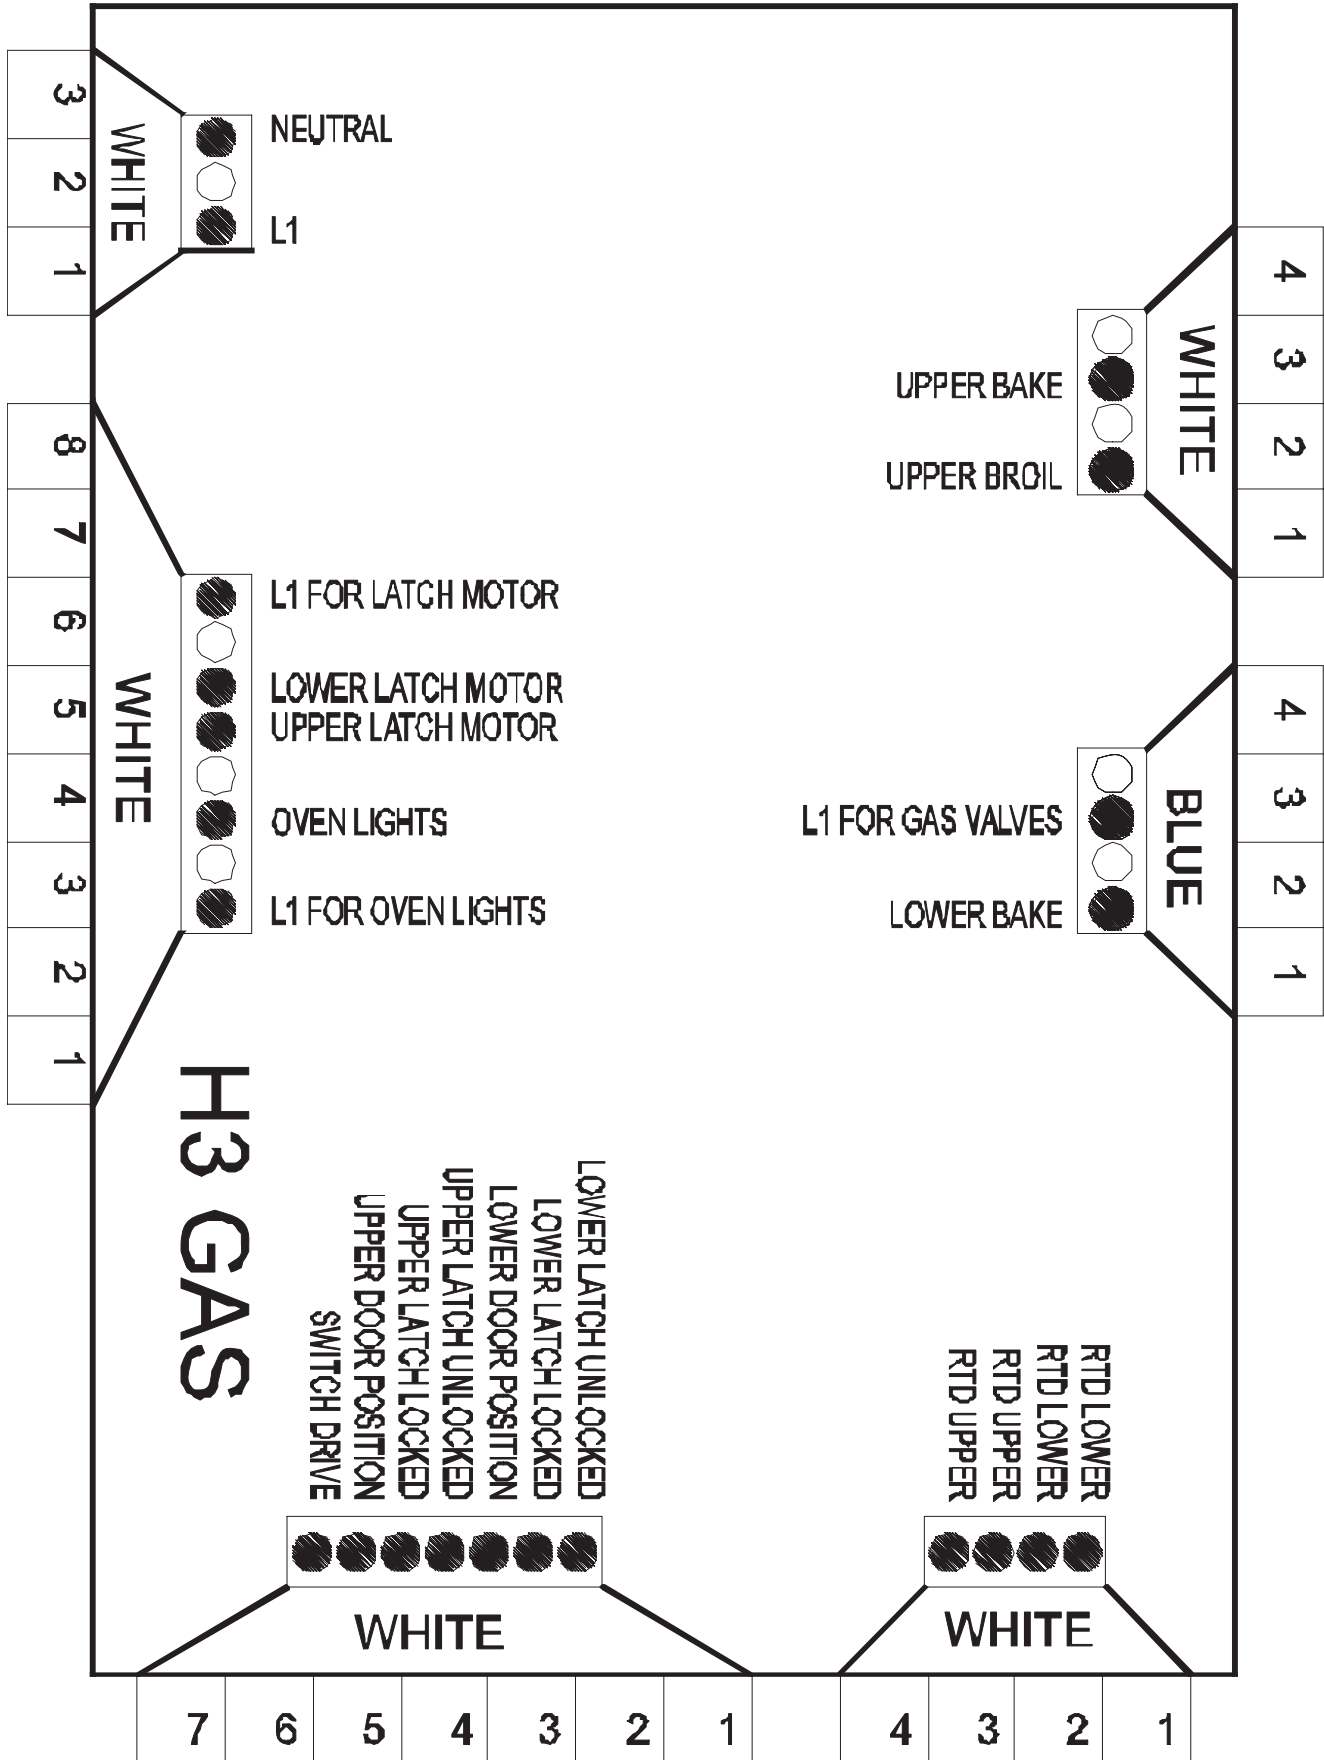 3
2
1
WHITE
NEUTRAL
L1
8
7
6
5
4
3
2
1
WHITE
L1 FOR LATCH MOTOR
LOWER LATCH MOTOR
UPPER LATCH MOTOR
OVEN LIGHTS
L1 FOR OVEN LIGHTS
UPPER BAKE
UPPER BROIL
WHITE
4
3
2
1
L1 FOR GAS VALVES
LOWER BAKE
BLUE
4
3
2
1
H3 GAS
SWITCH DRIVE
UPPER DOOR POSITION
UPPER LATCH LOCKED
UPPER LATCH UNLOCKED
LOWER DOOR POSITION
LOWER LATCH LOCKED
LOWER LATCH UNLOCKED
WHITE
7 6 5 4 3 2 1
RTD UPPER
RTD UPPER
RTD LOWER
RTD LOWER
WHITE
4 3 2 1